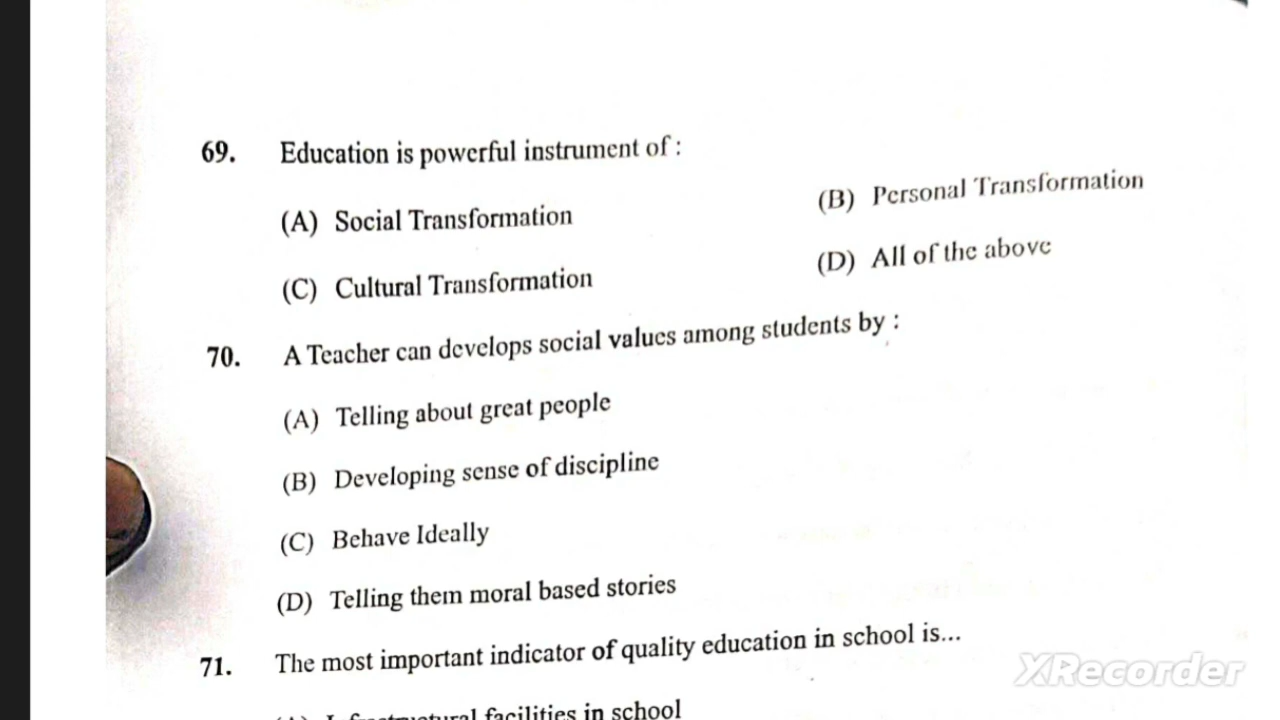 69. Education is powerful instrument of :
(A) Social Transformation
(B) Personal Transformation
(C) Cultural Transformation
(D) All of the above
70. A Teacher can develops social values among students by :
(A) Telling about great people
(B) Developing sense of discipline
(C) Behave Ideally
(D) Telling them moral based stories
71. The most important indicator of quality education in school is...
facilities in school
XRecorder